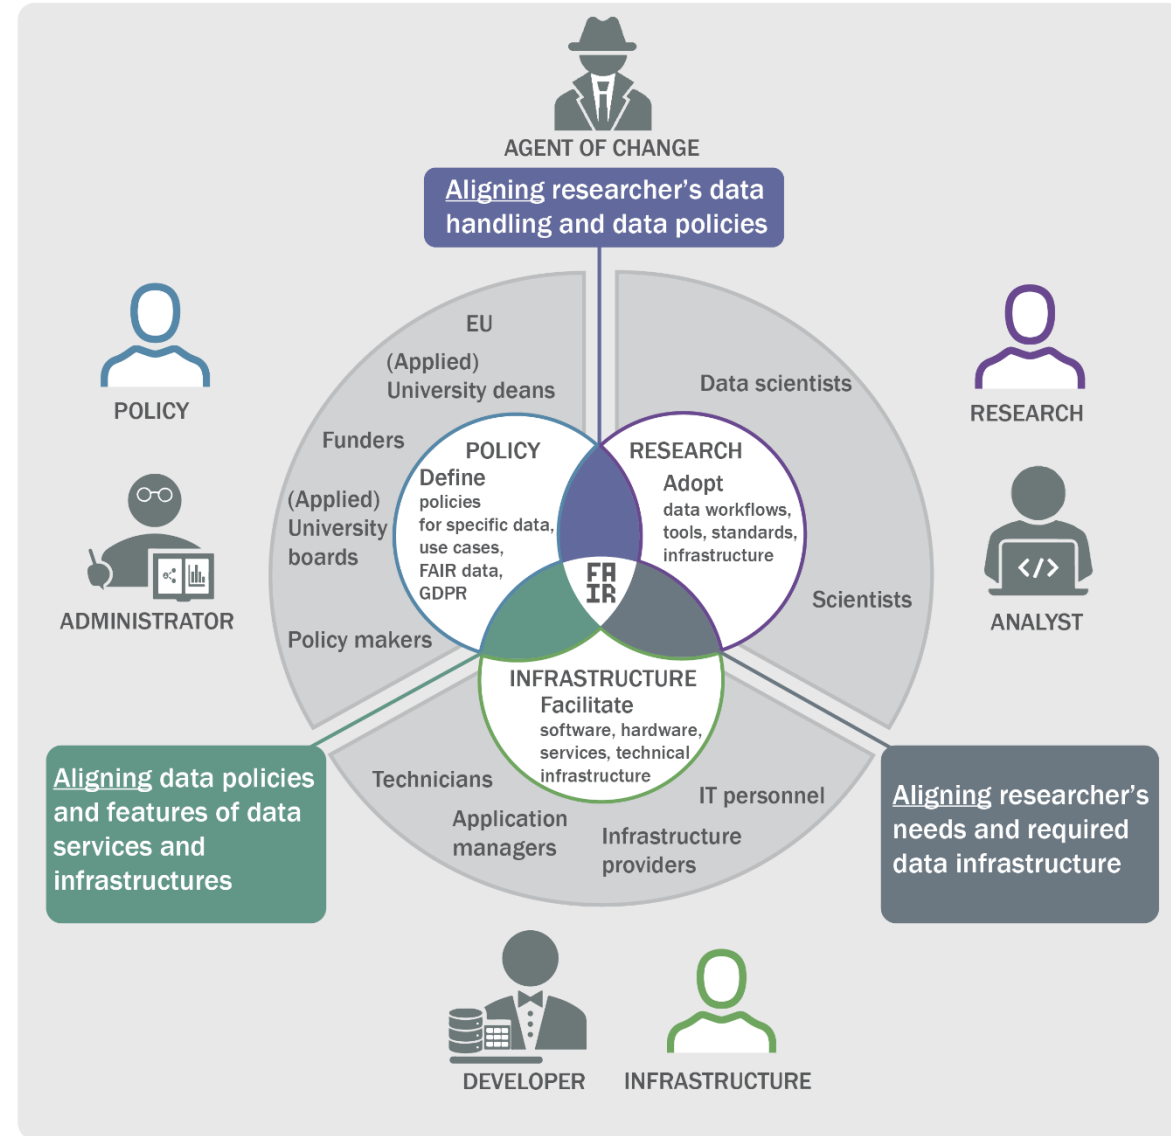 AGENT OF CHANGE
Aligning researcher's data
handling and data policies
EU
(Applied)
University deans
Funders
(Applied)
University
boards
Policy makers
Data scientists
Scientists
POLICY
ADMINISTRATOR
RESEARCH
ANALYST
POLICY
Define
policies
for specific data,
use cases,
FAIR data,
GDPR
RESEARCH
Adopt
data workflows,
tools, standards,
infrastructure
FA
IR
INFRASTRUCTURE
Facilitate
software, hardware,
services, technical
infrastructure
Technicians
Application
managers
Infrastructure
providers
IT personnel
Aligning data policies
and features of data
services and
infrastructures
Aligning researcher's
needs and required
data infrastructure
</>
DEVELOPER
INFRASTRUCTURE